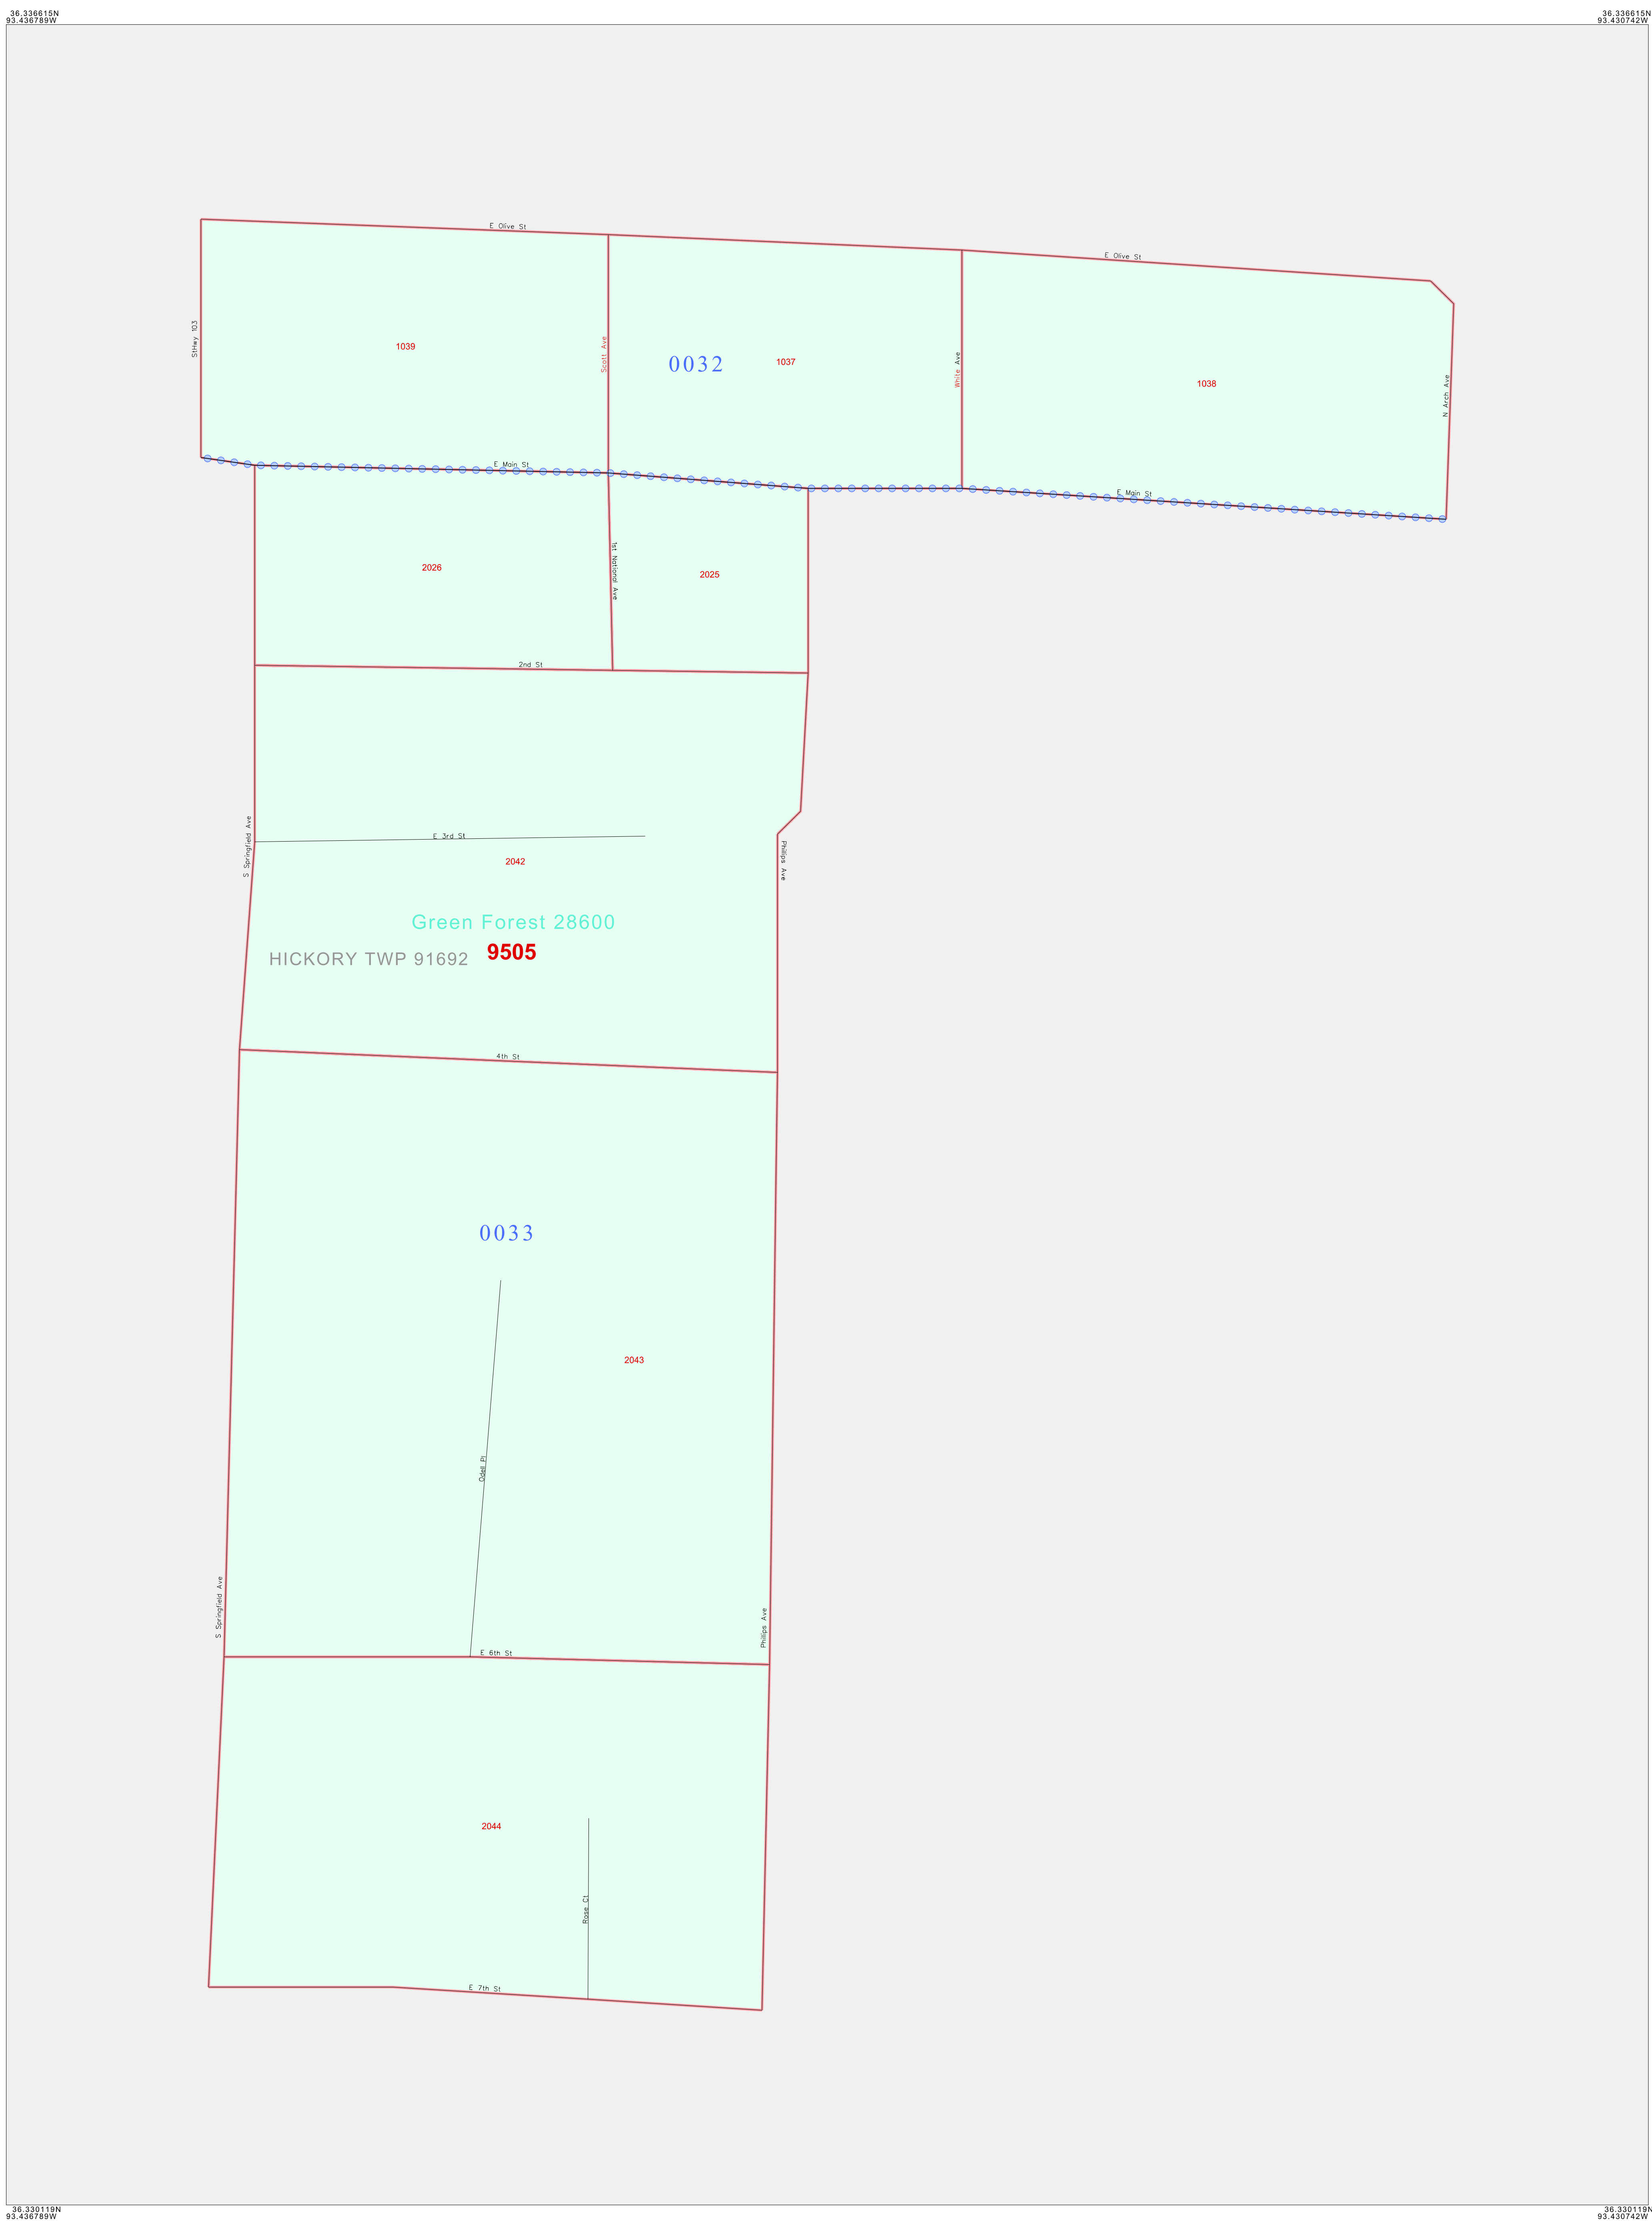 36.336615N
93.436789W
36.336615N
93.430742W
E Olive St
E Olive St
StHwy 103
1039
Scott Ave
0032
1037
White Ave
1038
N Arch Ave
E Main St
E Main St
2026
1st National Ave
2025
2nd St
S Springfield Ave
E 3rd St
2042
Phillips Ave
Green Forest 28600
HICKORY TWP 91692
9505
4th St
0033
2043
Odell Pl
S Springfield Ave
Phillips Ave
E 6th St
2044
Rose Ct
E 7th St
36.330119N
93.436789W
36.330119N
93.430742W